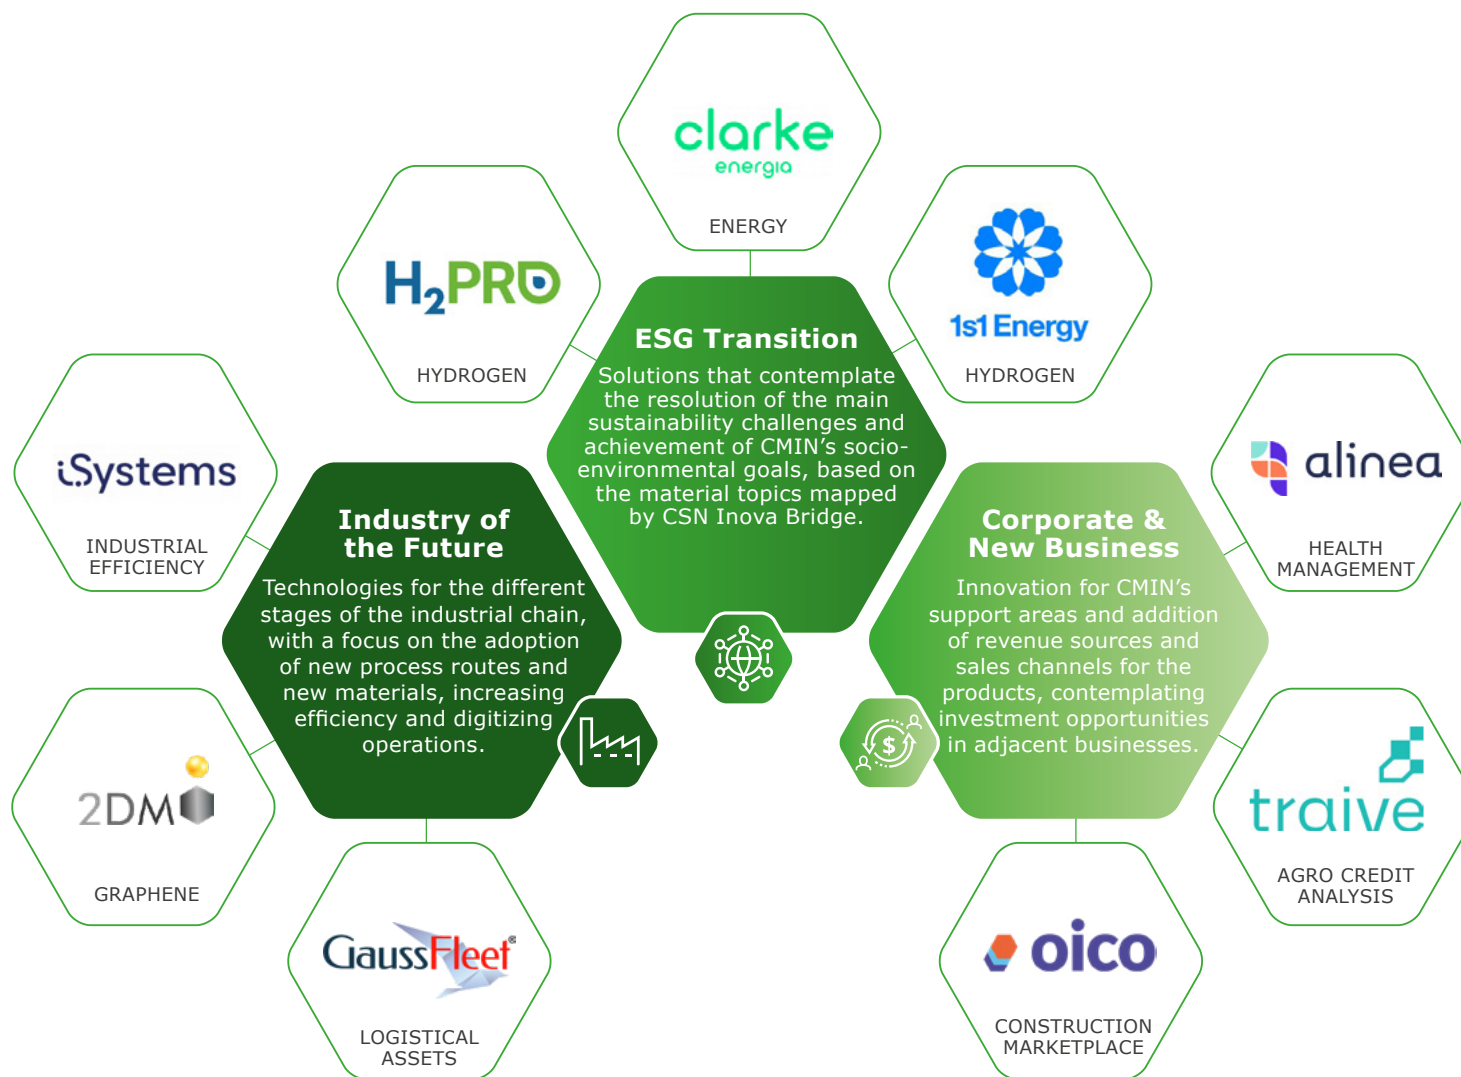 clarke
energia
ENERGY
H2PRO
HYDROGEN
1s1 Energy
HYDROGEN
ESG Transition
Solutions that contemplate
the resolution of the main
sustainability challenges and
achievement of CMIN’s socio-
environmental goals, based on
the material topics mapped
by CSN Inova Bridge.
iSystems
INDUSTRIAL
EFFICIENCY
Industry of
the Future
Technologies for the different
stages of the industrial chain,
with a focus on the adoption
of new process routes and
new materials, increasing
efficiency and digitizing
operations.
2DM
GRAPHENE
GaussFleet
LOGISTICAL
ASSETS
Corporate &
New Business
Innovation for CMIN’s
support areas and addition
of revenue sources and
sales channels for the
products, contemplating
investment opportunities
in adjacent businesses.
$
alinea
HEALTH
MANAGEMENT
traive
AGRO CREDIT
ANALYSIS
oico
CONSTRUCTION
MARKETPLACE